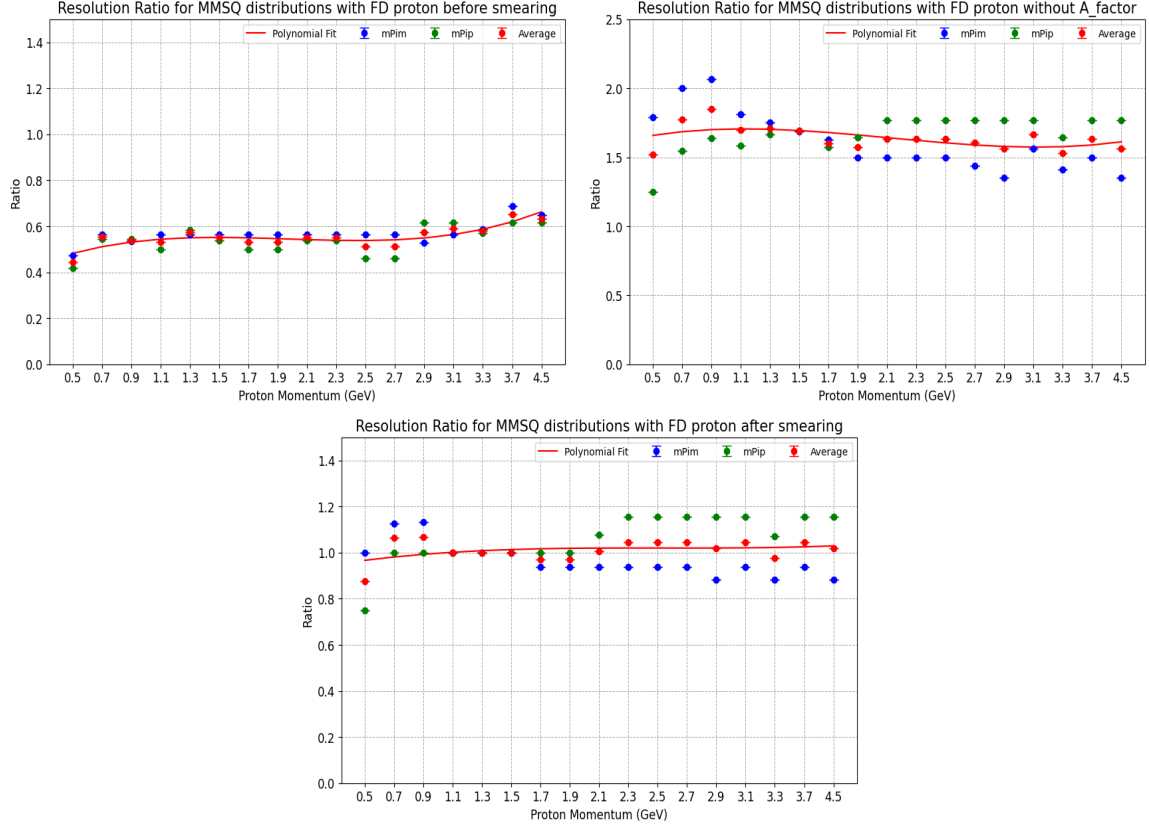 Resolution Ratio for MMSQ distributions with FD proton before smearing
Polynomial Fit mPim mPip Average
1.4
1.2
1.0
0.8
0.6
0.4
0.2
0.0
Ratio
0.5 0.7 0.9 1.1 1.3 1.5 1.7 1.9 2.1 2.3 2.5 2.7 2.9 3.1 3.3 3.7 4.5
Proton Momentum (GeV)
Resolution Ratio for MMSQ distributions with FD proton without A_factor
Polynomial Fit mPim mPip Average
2.5
2.0
1.5
1.0
0.5
0.0
Ratio
0.5 0.7 0.9 1.1 1.3 1.5 1.7 1.9 2.1 2.3 2.5 2.7 2.9 3.1 3.3 3.7 4.5
Proton Momentum (GeV)
Resolution Ratio for MMSQ distributions with FD proton after smearing
Polynomial Fit mPim mPip Average
1.4
1.2
1.0
0.8
0.6
0.4
0.2
0.0
Ratio
0.5 0.7 0.9 1.1 1.3 1.5 1.7 1.9 2.1 2.3 2.5 2.7 2.9 3.1 3.3 3.7 4.5
Proton Momentum (GeV)